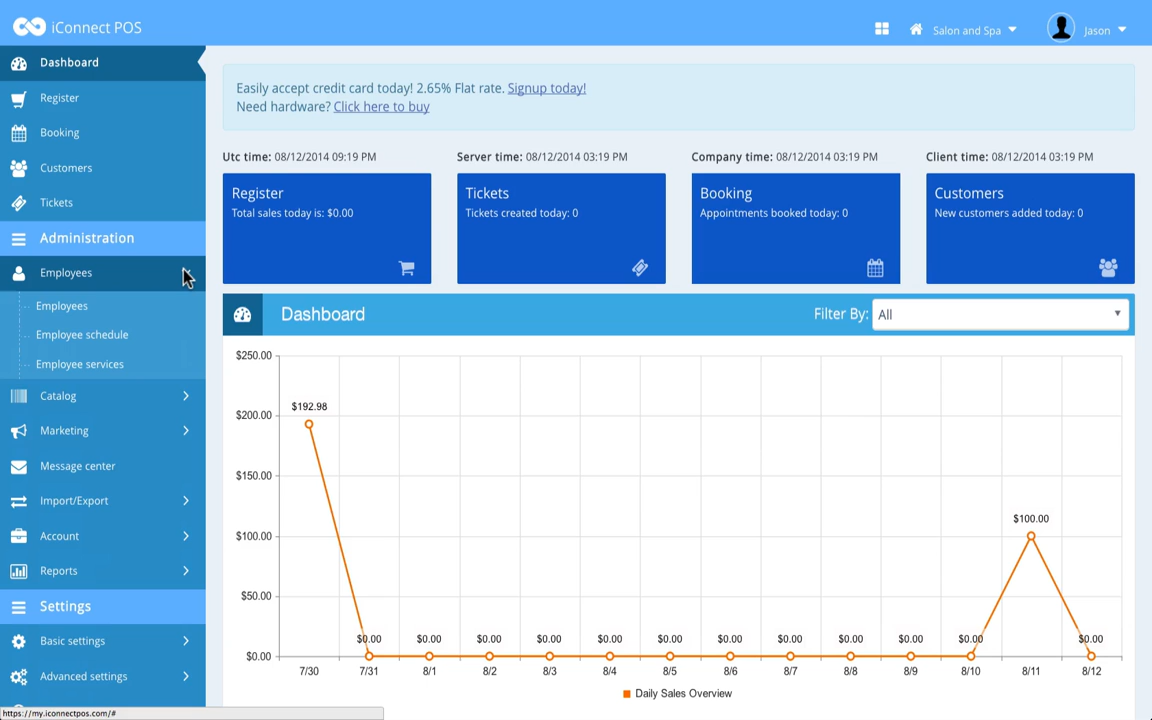 iConnect POS
Salon and Spa
Jason
Dashboard
Register
Booking
Customers
Tickets
Administration
Employees
Employees
Employee schedule
Employee services
Catalog
Marketing
Message center
Import/Export
Account
Reports
Settings
Basic settings
Advanced settings
https://my.iconnectpos.com/#
Easily accept credit card today! 2.65% Flat rate. Signup today!
Need hardware? Click here to buy
Utc time: 08/12/2014 09:19 PM
Server time: 08/12/2014 03:19 PM
Company time: 08/12/2014 03:19 PM
Client time: 08/12/2014 03:19 PM
Register
Total sales today is: $0.00
Tickets
Tickets created today: 0
Booking
Appointments booked today: 0
Customers
New customers added today: 0
Dashboard
Filter By: All
$250.00
$200.00
$150.00
$100.00
$50.00
$0.00
$192.98
$0.00
$0.00
$0.00
$0.00
$0.00
$0.00
$0.00
$0.00
$0.00
$0.00
$0.00
$100.00
$0.00
7/30 7/31 8/1 8/2 8/3 8/4 8/5 8/6 8/7 8/8 8/9 8/10 8/11 8/12
Daily Sales Overview